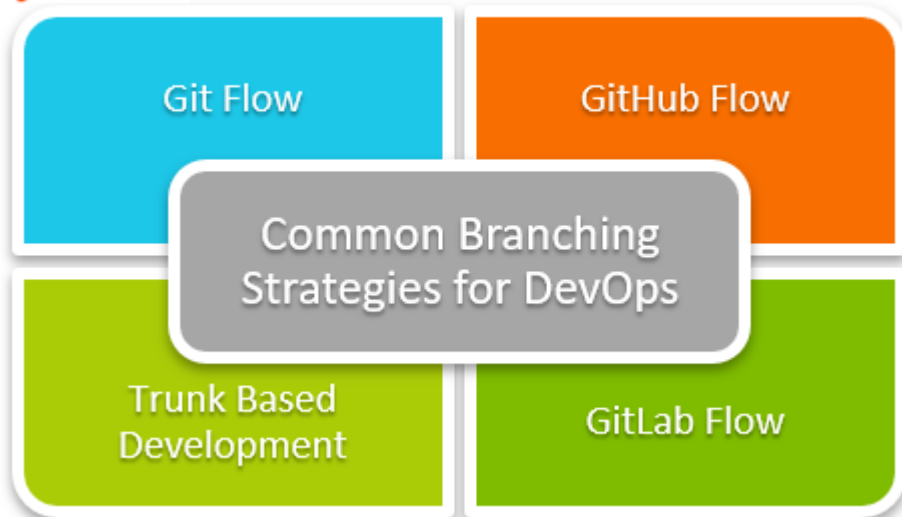 Git Flow
GitHub Flow
Common Branching
Strategies for DevOps
Trunk Based
Development
GitLab Flow